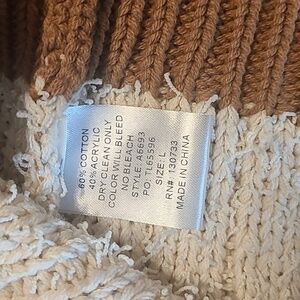 60% COTTON
40% ACRYLIC
DRY CLEAN ONLY
COLOR WILL BLEED
NO BLEACH
STYLE: A6693
PO: TL65596
SIZE: L
RN# 130733
MADE IN CHINA